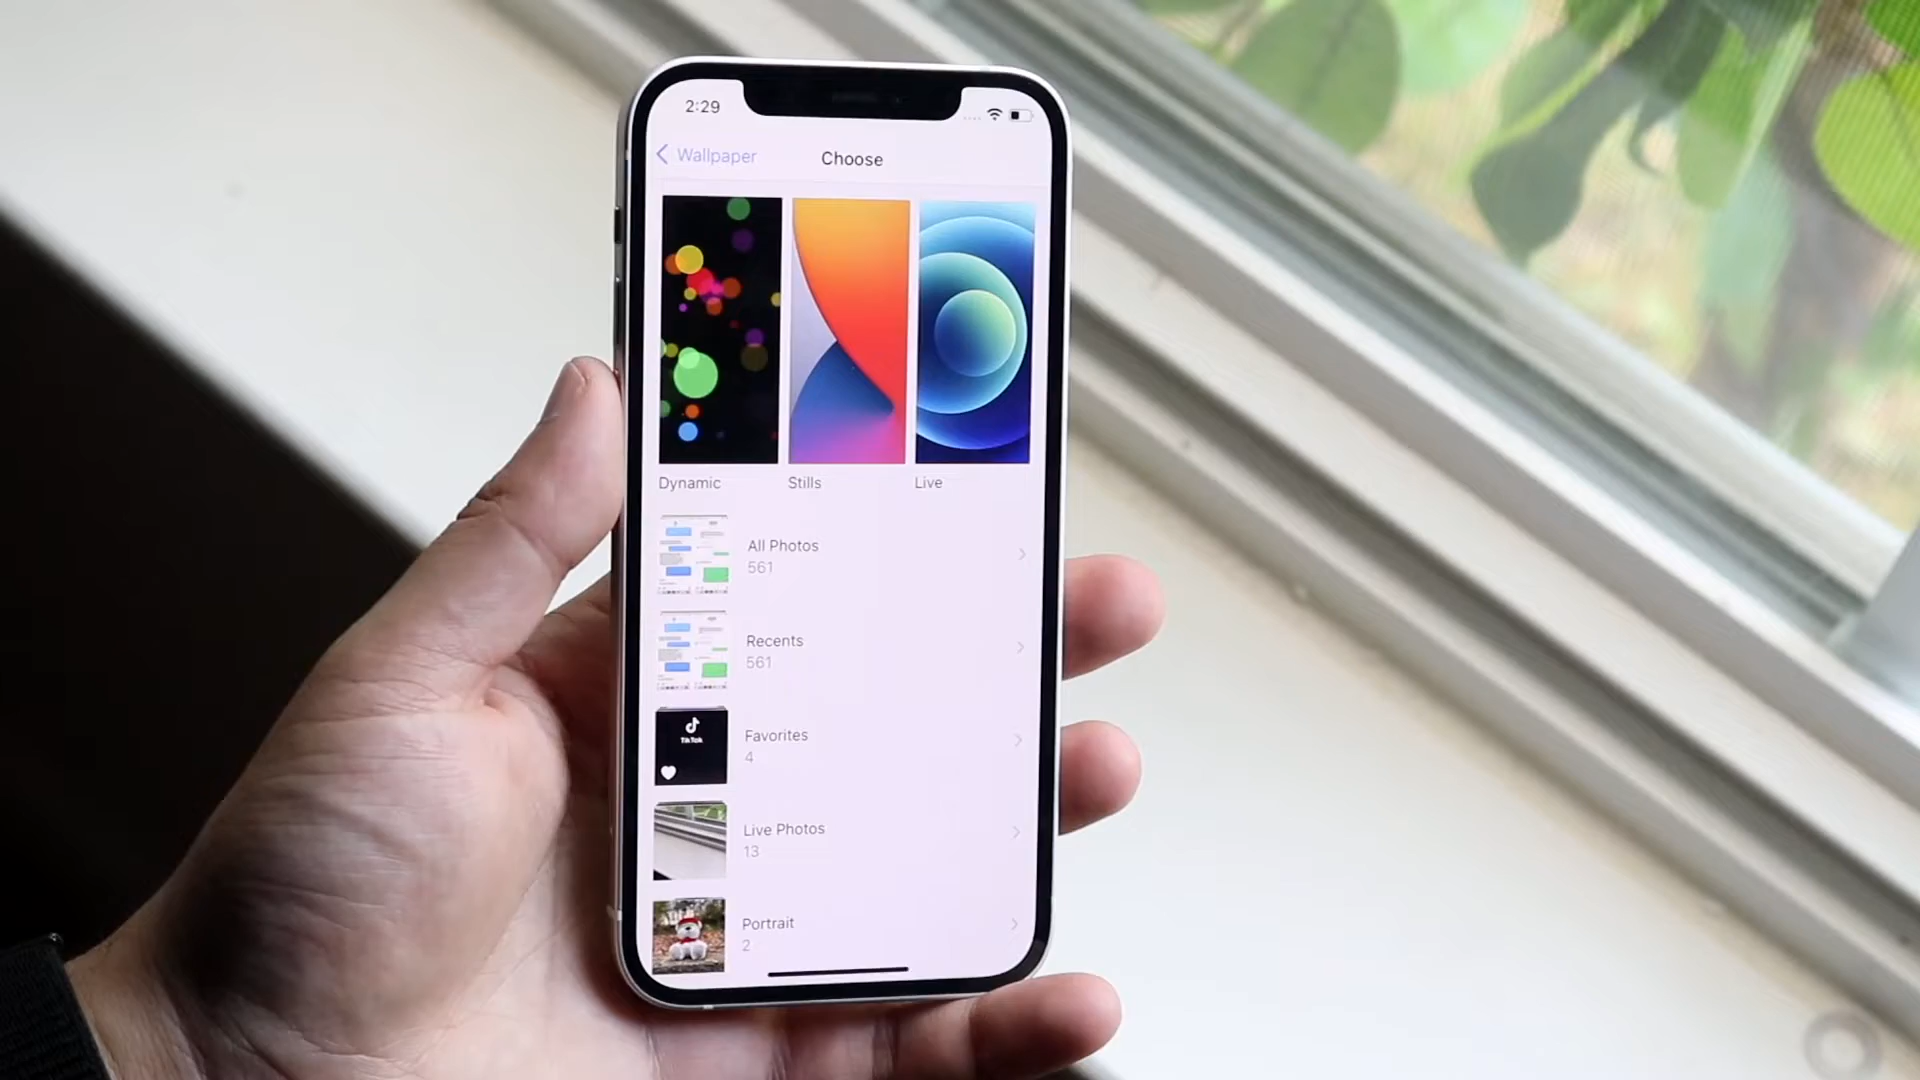 2:29
Wallpaper
Choose
Dynamic
Stills
Live
All Photos
561
Recents
561
TikTok
Favorites
4
Live Photos
13
Portrait
2